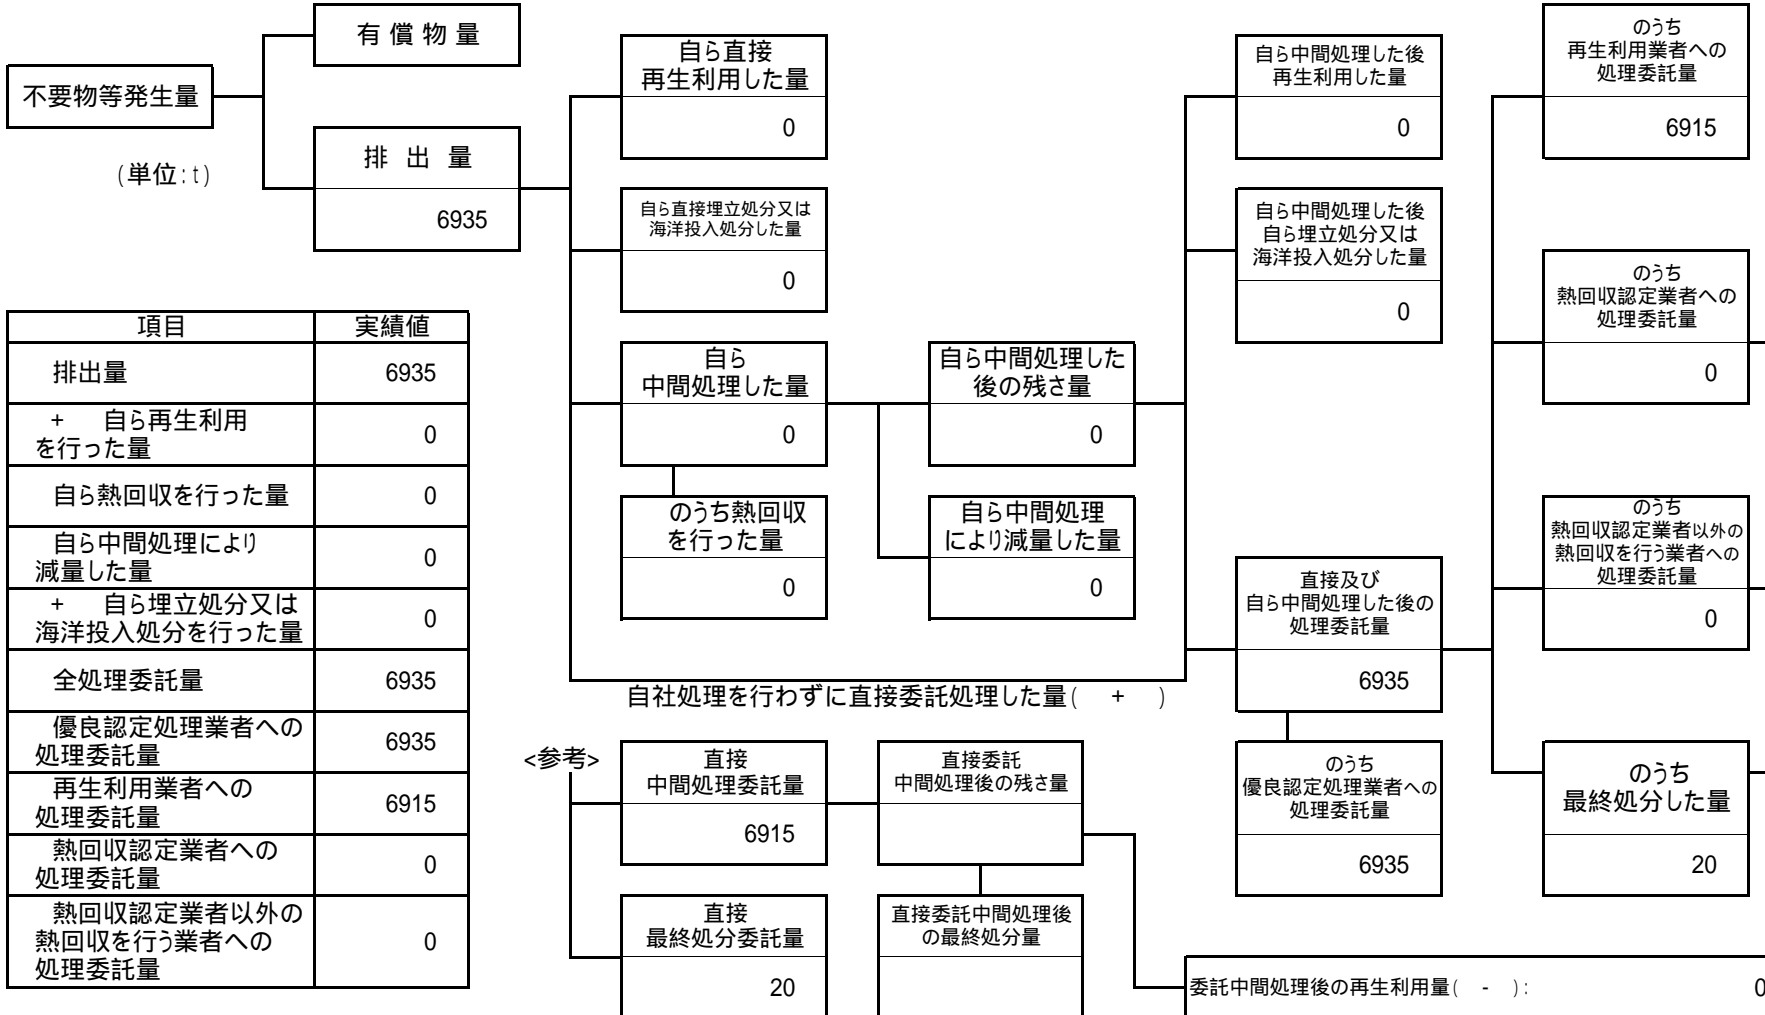 有 償 物 量
不要物等発生量
(単位:t)
排 出 量
6935
自ら直接
再生利用した量
0
自ら直接埋立処分又は
海洋投入処分した量
0
自ら
中間処理した量
0
のうち熱回収
を行った量
0
自ら中間処理した
後の残さ量
0
自ら中間処理
により減量した量
0
自ら中間処理した後
再生利用した量
0
自ら中間処理した後
自ら埋立処分又は
海洋投入処分した量
0
直接及び
自ら中間処理した後の
処理委託量
6935
のうち
優良認定処理業者への
処理委託量
6935
のうち
再生利用業者への
処理委託量
6915
のうち
熱回収認定業者への
処理委託量
0
のうち
熱回収認定業者以外の
熱回収を行う業者への
処理委託量
0
のうち
最終処分した量
20
自社処理を行わずに直接委託処理した量( + )
<参考>
直接
中間処理委託量
6915
直接委託
中間処理後の残さ量
直接
最終処分委託量
20
直接委託中間処理後
の最終処分量
委託中間処理後の再生利用量( - ): 0
項目 実績値
排出量 6935
+ 自ら再生利用
を行った量 0
自ら熱回収を行った量 0
自ら中間処理により
減量した量 0
+ 自ら埋立処分又は
海洋投入処分を行った量 0
全処理委託量 6935
優良認定処理業者への
処理委託量 6935
再生利用業者への
処理委託量 6915
熱回収認定業者への
処理委託量 0
熱回収認定業者以外の
熱回収を行う業者への
処理委託量 0